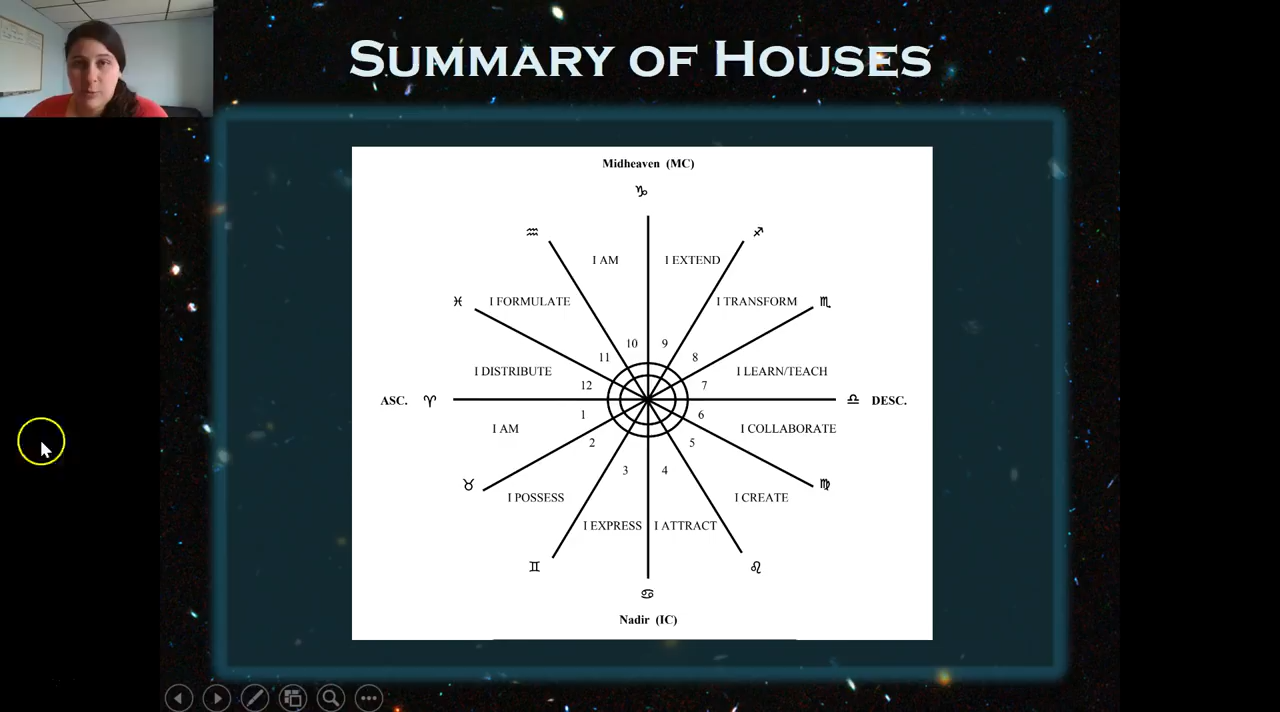 SUMMARY OF HOUSES
Midheaven (MC)
♑
♒ ♐
I AM I EXTEND
♓ I FORMULATE I TRANSFORM ♏
10 9
11 8
I DISTRIBUTE 12 7 I LEARN/TEACH
ASC. ♈ ♎ DESC.
1 6
I AM I COLLABORATE
2 5
3 4
♉ ♍
I POSSESS I CREATE
I EXPRESS I ATTRACT
♊ ♌
♋
Nadir (IC)